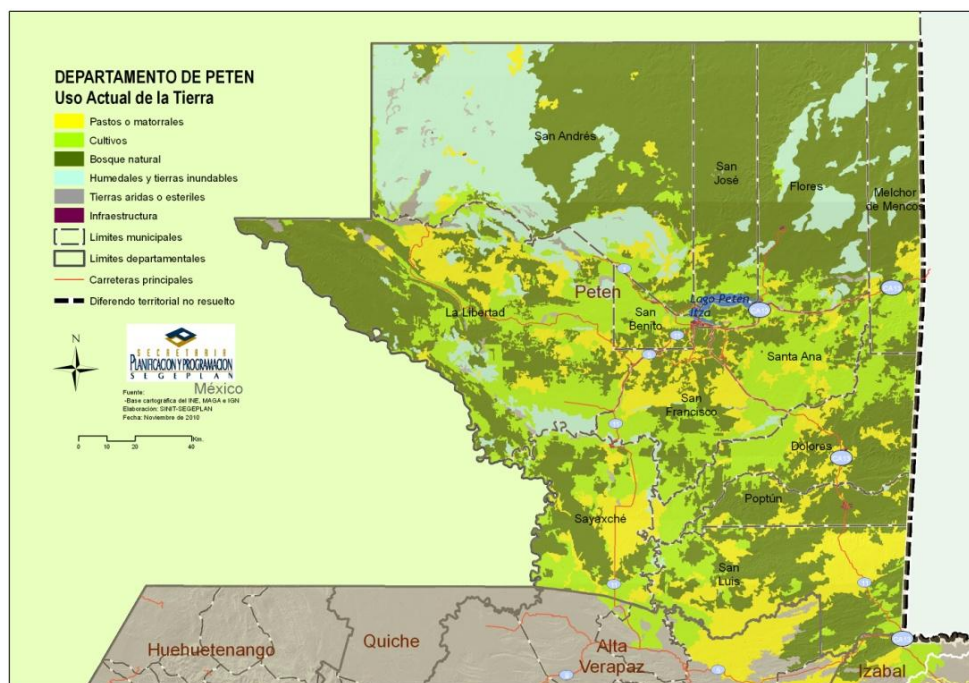 DEPARTAMENTO DE PETEN
Uso Actual de la Tierra
Pastos o matorrales
Cultivos
Bosque natural
Humedales y tierras inundables
Tierras aridas o esteriles
Infraestructura
Límites municipales
Límites departamentales
Carreteras principales
Diferendo territorial no resuelto
N
SECRETARIA
PLANIFICACION Y PROGRAMACION
SEGEPLAN
México
Fuente:
-Base cartográfica del INE, MAGA e IGN
Elaboración: SINIT-SEGEPLAN
Fecha: Noviembre de 2010
0 10 20 40 Km.
San Andrés
San
José
Flores
Melchor
de Mencos
La Libertad
Peten
San
Benito
Lago Petén
Itza
CA13
Santa Ana
San
Francisco
Dolores
Poptún
Sayaxché
San
Luis
13
Huehuetenango
Quiche
Alta
Verapaz
5
Izabal